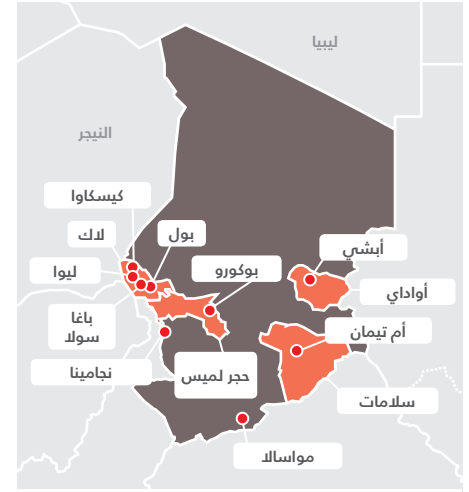 ليبيا
النيجر
كيسكاوا
لاك
بول
أبشي
ليوا
بوكورو
أواداي
باغا
سولا
أم تيمان
نجامينا
حجر لميس
سلامات
مواسالا